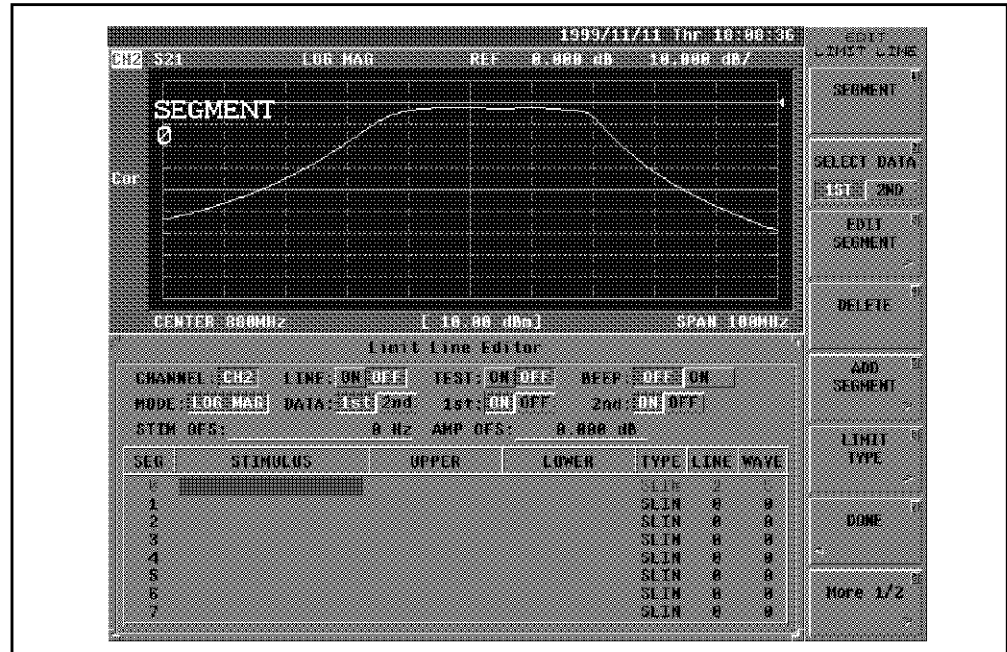 1999/11/11 Thr 18:08:36
CH2 S21 LOG MAG REF 0.000 dB 10.000 dB/
SEGMENT
0
Cor
CENTER 880MHz [ 10.00 dBm] SPAN 100MHz
Limit Line Editor
CHANNEL: CH2 LINE: ON OFF TEST: ON OFF BEEP: OFF ON
MODE: LOG MAG DATA: 1st 2nd 1st: ON OFF 2nd: ON OFF
STIM OFS: 0 Hz AMP OFS: 0.000 dB
SEG STIMULUS UPPER LOWER TYPE LINE WAVE
0 SLIN
1 SLIN 0 0
2 SLIN 0 0
3 SLIN 0 0
4 SLIN 0 0
5 SLIN 0 0
6 SLIN 0 0
7 SLIN 0 0
EDIT
LIMIT LINE
SEGMENT
SELECT DATA
1ST 2ND
EDIT
SEGMENT
DELETE
ADD
SEGMENT
LIMIT
TYPE
DONE
More 1/2